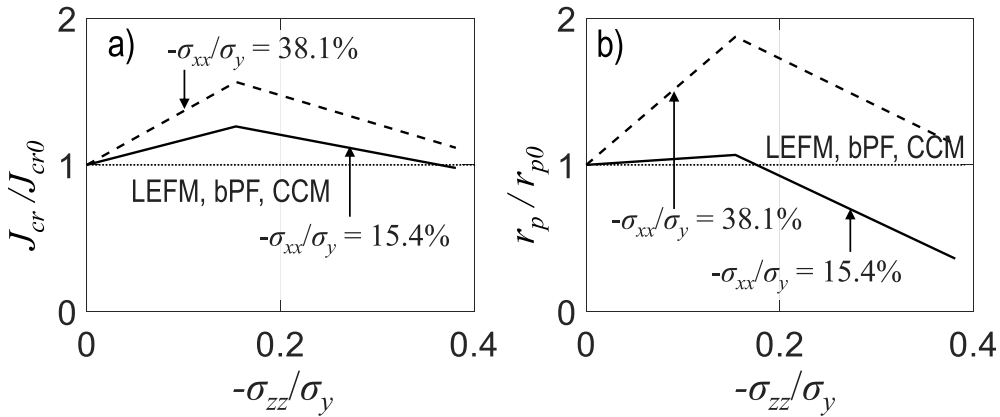 a)
-σxx/σy = 38.1%
LEFM, bPF, CCM
-σxx/σy = 15.4%
Jcr/Jcr0
2
1
0
0
0.2
0.4
-σzz/σy
b)
LEFM, bPF, CCM
-σxx/σy = 38.1%
-σxx/σy = 15.4%
rp/rp0
2
1
0
0
0.2
0.4
-σzz/σy